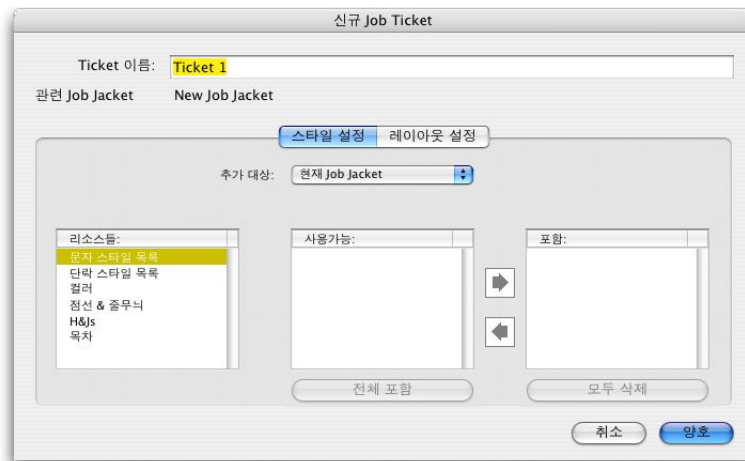 신규 Job Ticket
Ticket 이름: Ticket 1
관련 Job Jacket New Job Jacket
스타일 설정 레이아웃 설정
추가 대상: 현재 Job Jacket
리소스들: 사용가능: 포함:
문자 스타일 목록
단락 스타일 목록
컬러
점선 & 줄무늬
H&Js
목차
전체 포함 모두 삭제
취소 양호